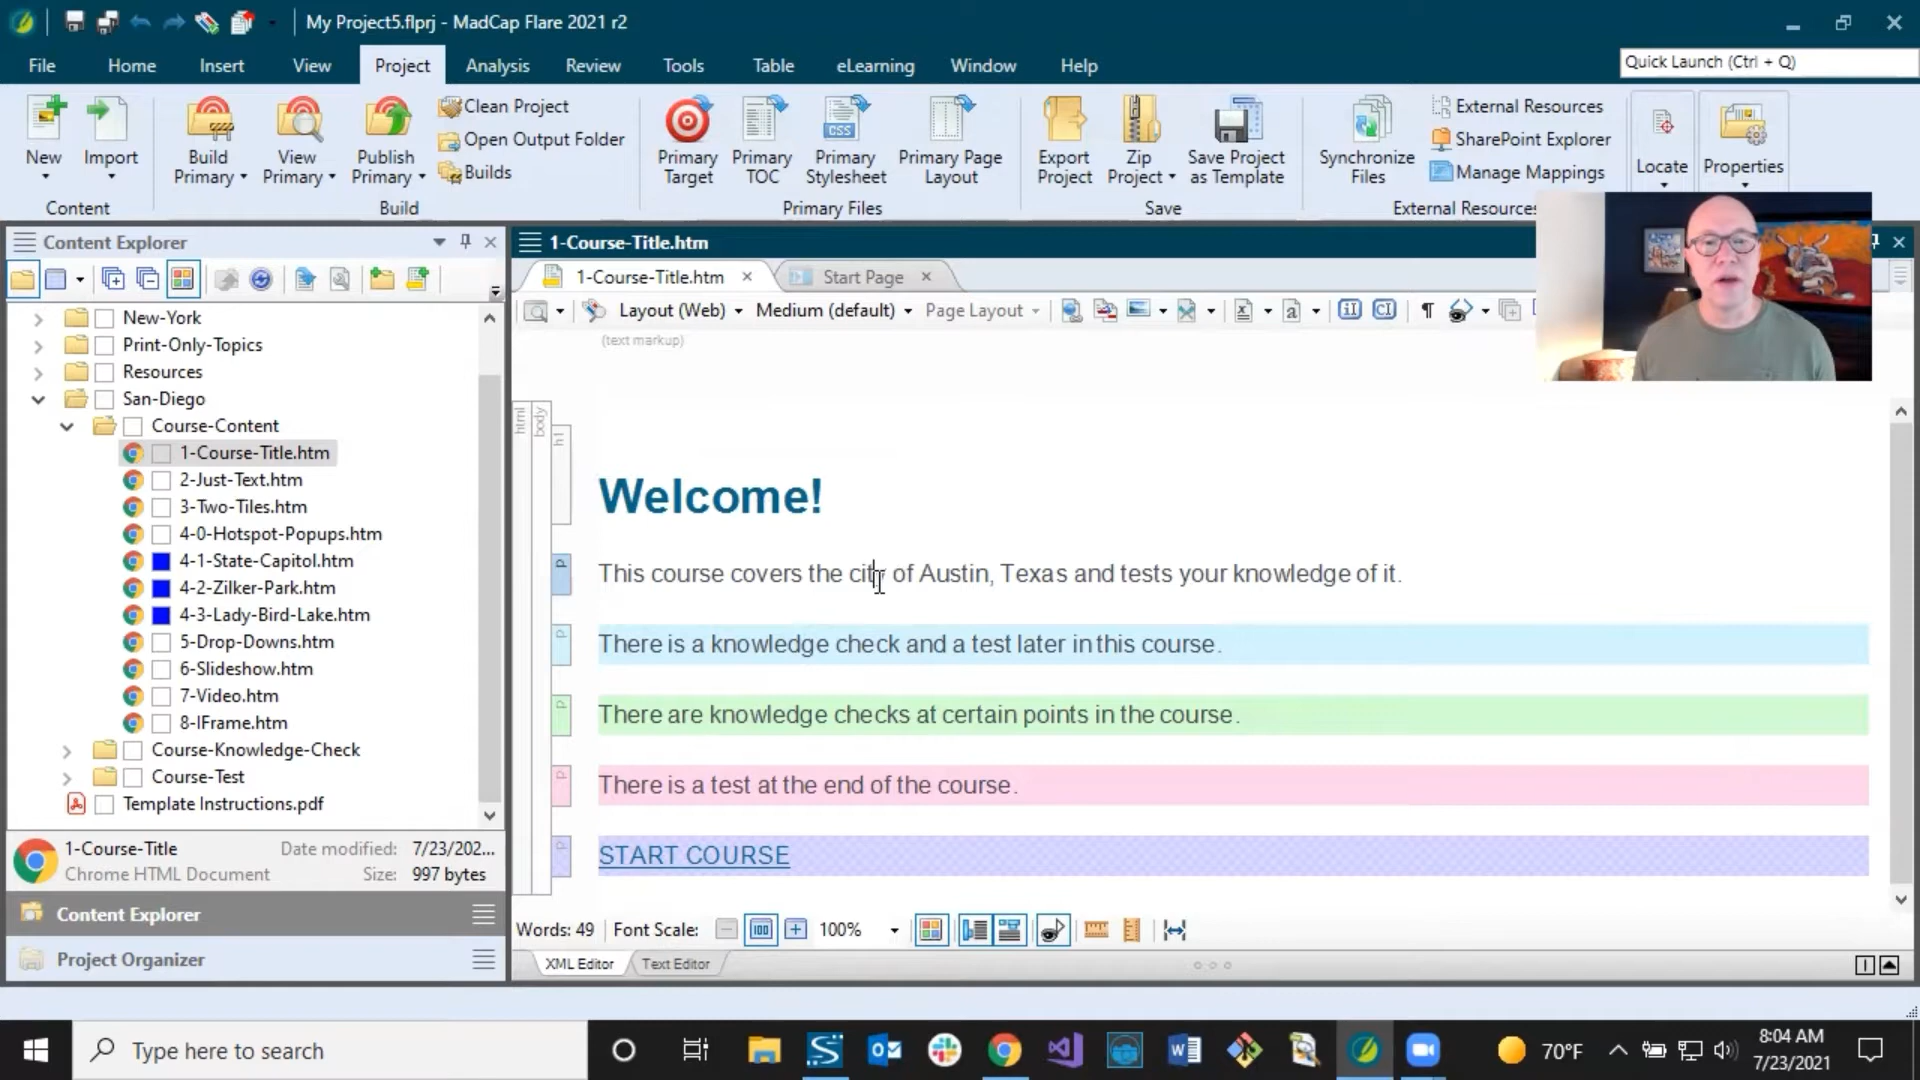 My Project5.flprj - MadCap Flare 2021 r2
File Home Insert View Project Analysis Review Tools Table eLearning Window Help
Quick Launch (Ctrl + Q)
New
Import
Content
Build Primary
View Primary
Publish Primary
Clean Project
Open Output Folder
Builds
Build
Primary Target
Primary TOC
CSS
Primary Stylesheet
Primary Page Layout
Primary Files
Export Project
Zip Project
Save Project as Template
Save
Synchronize Files
External Resources
SharePoint Explorer
Manage Mappings
External Resources
Locate
Properties
Content Explorer
New-York
Print-Only-Topics
Resources
San-Diego
Course-Content
1-Course-Title.htm
2-Just-Text.htm
3-Two-Tiles.htm
4-0-Hotspot-Popups.htm
4-1-State-Capitol.htm
4-2-Zilker-Park.htm
4-3-Lady-Bird-Lake.htm
5-Drop-Downs.htm
6-Slideshow.htm
7-Video.htm
8-IFrame.htm
Course-Knowledge-Check
Course-Test
Template Instructions.pdf
1-Course-Title Date modified: 7/23/202...
Chrome HTML Document Size: 997 bytes
Content Explorer
Project Organizer
1-Course-Title.htm
1-Course-Title.htm Start Page
Layout (Web) Medium (default) Page Layout
(text markup)
html
body
h1
Welcome!
p
This course covers the city of Austin, Texas and tests your knowledge of it.
p
There is a knowledge check and a test later in this course.
p
There are knowledge checks at certain points in the course.
p
There is a test at the end of the course.
p
START COURSE
Words: 49 Font Scale: 100 100%
XML Editor Text Editor
Type here to search
70°F
8:04 AM
7/23/2021